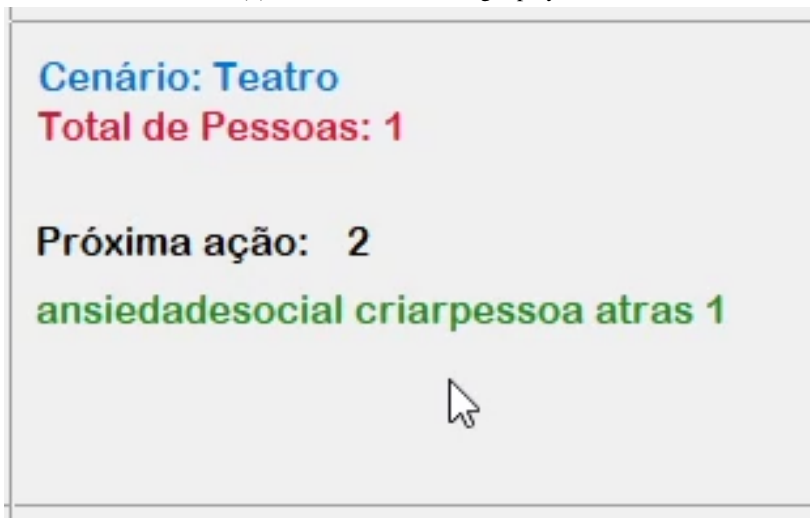 Cenário: Teatro
Total de Pessoas: 1
Próxima ação: 2
ansiedadesocial criarpessoa atras 1